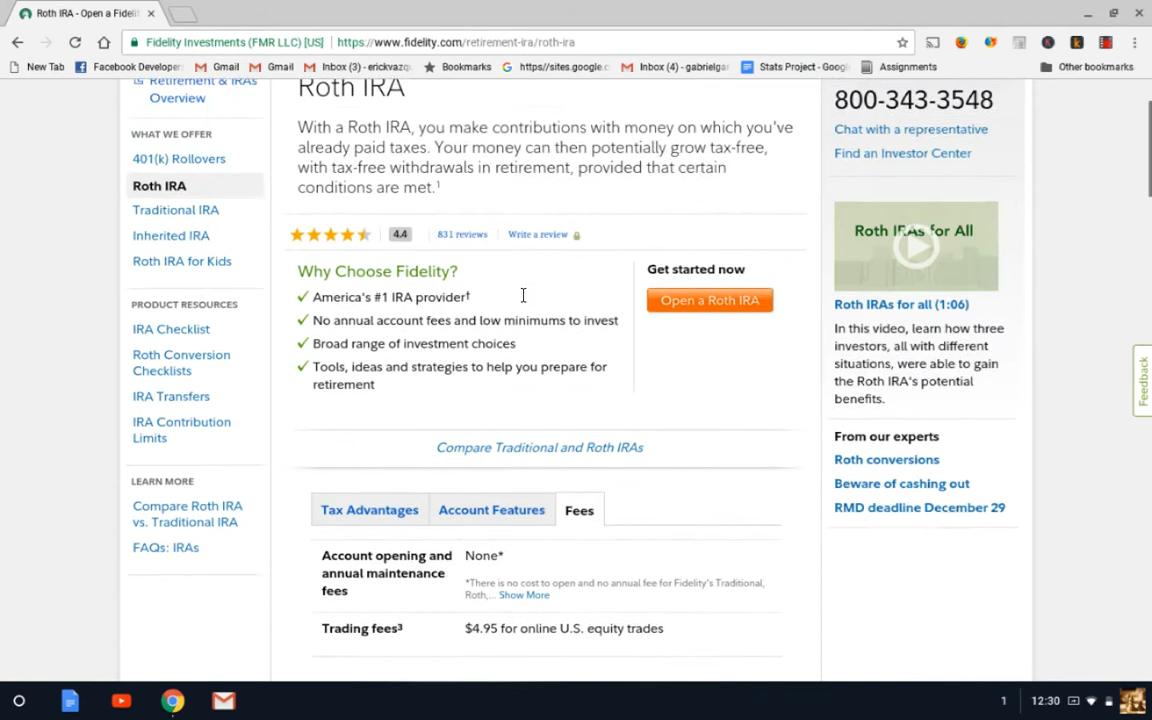 Roth IRA - Open a Fideli
Fidelity Investments (FMR LLC) [US]
https://www.fidelity.com/retirement-ira/roth-ira
New Tab
Facebook Developer
Gmail
Gmail
Inbox (3) - erickvazq
Bookmarks
https//sites.google.c
Inbox (4) - gabrielga
Stats Project - Goog
Assignments
Other bookmarks
Retirement & IRAs
Overview
WHAT WE OFFER
401(k) Rollovers
Roth IRA
Traditional IRA
Inherited IRA
Roth IRA for Kids
PRODUCT RESOURCES
IRA Checklist
Roth Conversion
Checklists
IRA Transfers
IRA Contribution
Limits
LEARN MORE
Compare Roth IRA
vs. Traditional IRA
FAQs: IRAs
Roth IRA
With a Roth IRA, you make contributions with money on which you've
already paid taxes. Your money can then potentially grow tax-free,
with tax-free withdrawals in retirement, provided that certain
conditions are met.¹
4.4
831 reviews
Write a review
Why Choose Fidelity?
America's #1 IRA provider†
No annual account fees and low minimums to invest
Broad range of investment choices
Tools, ideas and strategies to help you prepare for
retirement
Get started now
Open a Roth IRA
Compare Traditional and Roth IRAs
Tax Advantages
Account Features
Fees
Account opening and
annual maintenance
fees
None*
*There is no cost to open and no annual fee for Fidelity's Traditional,
Roth,... Show More
Trading fees³
$4.95 for online U.S. equity trades
800-343-3548
Chat with a representative
Find an Investor Center
Roth IRAs for All
Roth IRAs for all (1:06)
In this video, learn how three
investors, all with different
situations, were able to gain
the Roth IRA's potential
benefits.
From our experts
Roth conversions
Beware of cashing out
RMD deadline December 29
Feedback
1
12:30